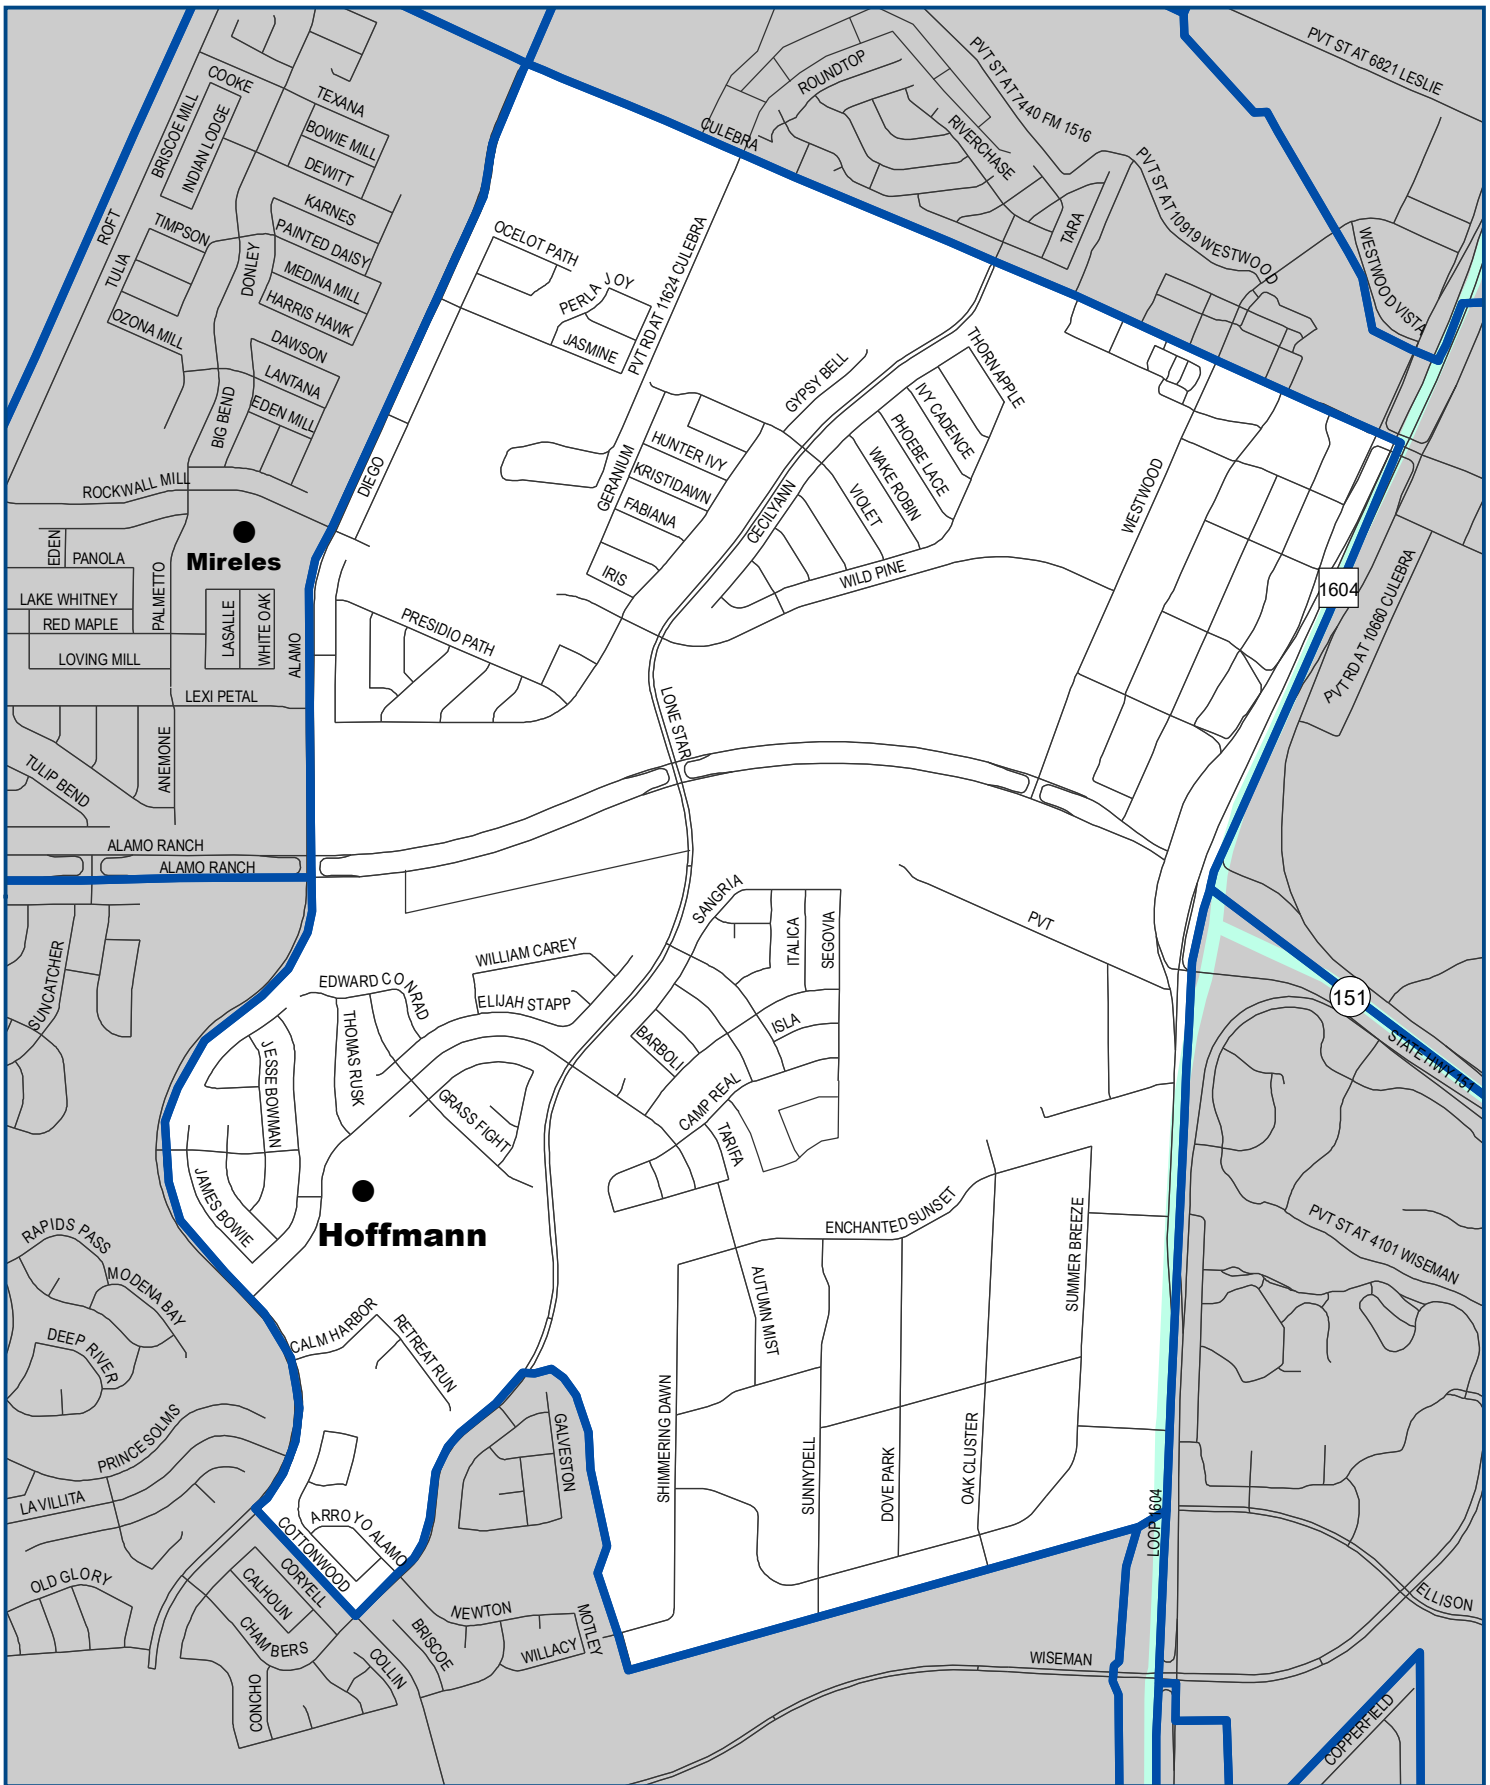 PVT ST AT 6821 LESLIE
PVT ST AT 7440 FM 1516
ROUNDTOP
COOKE
TEXANA
BRISCOE MILL
INDIAN LODGE
BOWIE MILL
DEWITT
CULEBRA
RIVERCHASE
PVT ST AT 10919 WESTWOOD
KARNES
PAINTED DAISY
TIMPSON
ROFT
TULIA
DONLEY
MEDINA MILL
HARRIS HAWK
OZONA MILL
DAWSON
LANTANA
EDEN MILL
BIG BEND
OCELOT PATH
PERLA JOY
JASMINE
PVT RD AT 11624 CULEBRA
TARA
WESTWOOD VISTA
THORN APPLE
GYPSY BELL
IVY CADENCE
PHOEBE LACE
WAKE ROBIN
VIOLET
CECILYANN
WILD PINE
HUNTER IVY
KRISTIDAWN
FABIANA
GERANIUM
IRIS
DIEGO
WESTWOOD
ROCKWALL MILL
EDEN
PANOLA
Mireles
LAKE WHITNEY
RED MAPLE
PALMETTO
LASALLE
WHITE OAK
ALAMO
LOVING MILL
LEXI PETAL
ANEMONE
TULIP BEND
PRESIDIO PATH
LONE STAR
1604
PVT RD AT 10660 CULEBRA
ALAMO RANCH
ALAMO RANCH
SUNCATCHER
SANGRIA
ITALICA
SEGOVIA
PVT
WILLIAM CAREY
EDWARD CONRAD
ELIJAH STAPP
THOMAS RUSK
JESSE BOWMAN
BARBOLI
ISLA
CAMP REAL
TARIFA
GRASS FIGHT
151
STATE HWY 151
JAMES BOWIE
Hoffmann
ENCHANTED SUNSET
SUMMER BREEZE
PVT ST AT 4101 WISEMAN
RAPIDS PASS
MODENA BAY
DEEP RIVER
CALM HARBOR
RETREAT RUN
AUTUMN MIST
SHIMMERING DAWN
SUNNYDELL
DOVE PARK
OAK CLUSTER
GALVESTON
PRINCE SOLMS
LA VILLITA
ARROYO ALAMO
COTTONWOOD
CORYELL
CALHOUN
CHAMBERS
OLD GLORY
LOOP 1604
ELLISON
NEWTON
BRISCOE
WILLACY
MOTLEY
COLLIN
CONCHO
WISEMAN
COPPERFIELD